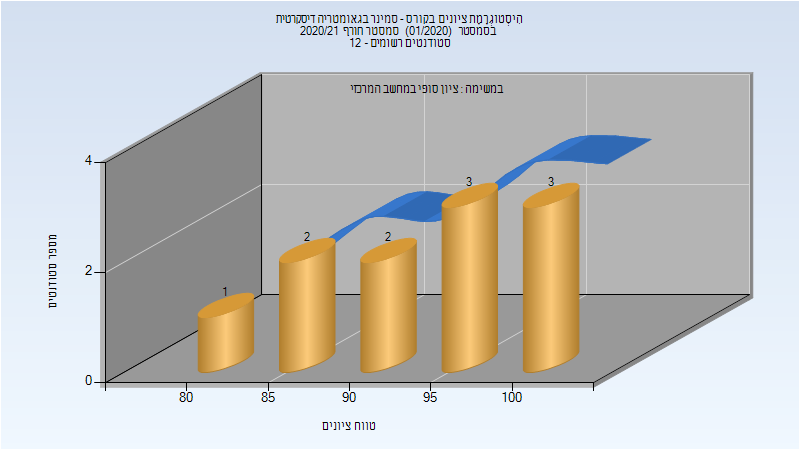 היסטוגרמת ציונים בקורס - סמינר בגאומטריה דיסקרטית
בסמסטר (01/2020) סמסטר חורף 2020/21
סטודנטים רשומים - 12
במשימה : ציון סופי במחשב המרכזי
4
2
0
מספר סטודנטים
1
2
2
3
3
80 85 90 95 100
טווח ציונים